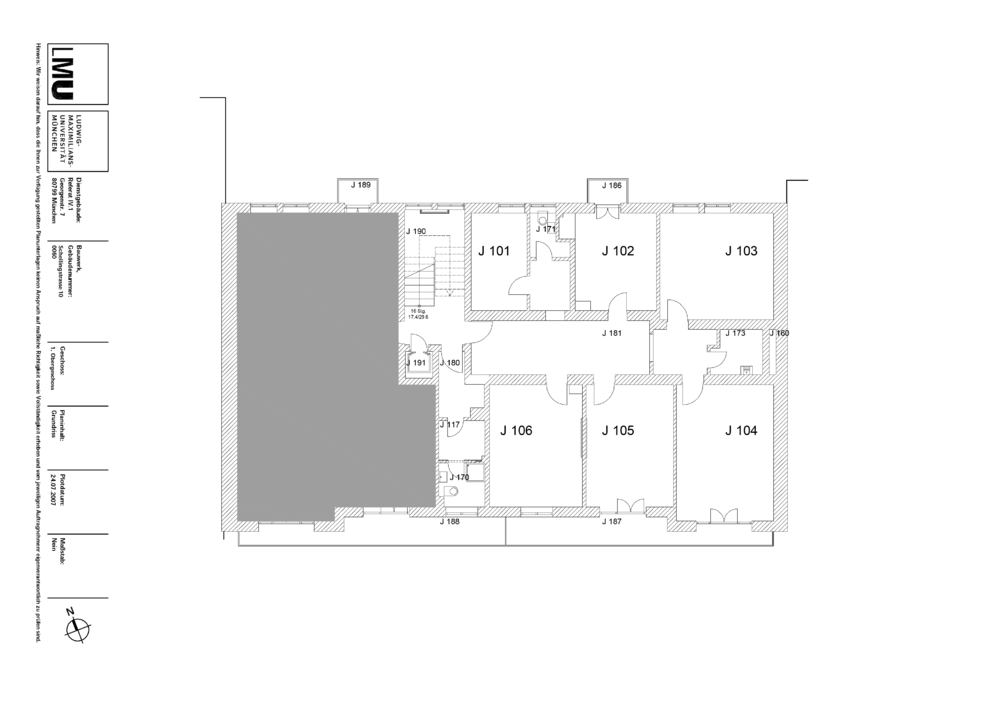 LMU
LUDWIG-
MAXIMILIANS-
UNIVERSITÄT
MÜNCHEN
Dienstgebäude:
Referat IV.1
Georgenstr. 7
80799 München
Bauwerk,
Gebäudenummer:
Schellingstrasse 10
0080
Geschoss:
1. Obergeschoss
Planinhalt:
Grundriss
Plotdatum:
24.07.2007
Maßstab:
Nein
N
Hinweis: Wir weisen darauf hin, dass die Ihnen zur Verfügung gestellten Planunterlagen keinen Anspruch auf maßliche Richtigkeit sowie Vollständigkeit erheben und vom jeweiligen Auftragnehmer eigenverantwortlich zu prüfen sind.
J 189
J 186
J 190
J 101
J 171
J 102
J 103
16 Stg.
17.4/29.6
J 181
J 173
J 160
J 191
J 180
J 117
J 106
J 105
J 104
J 170
J 188
J 187